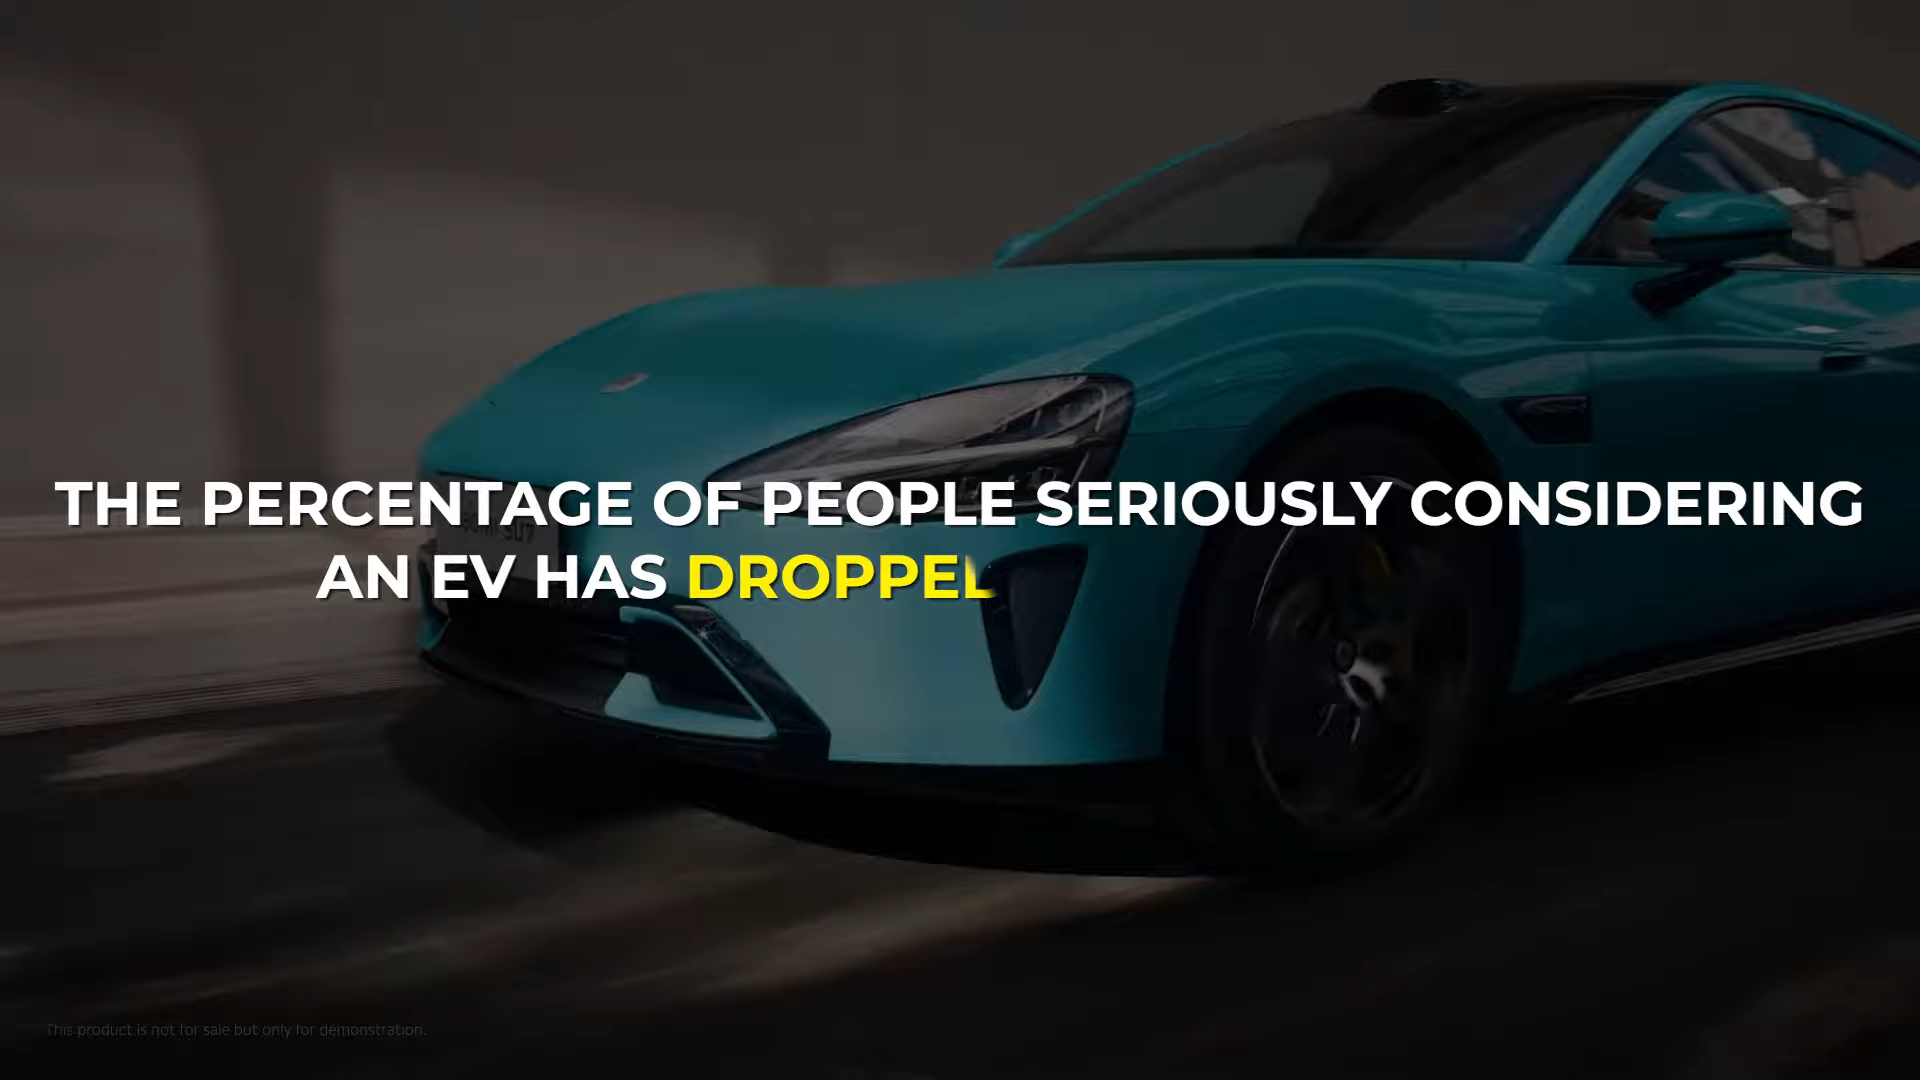 THE PERCENTAGE OF PEOPLE SERIOUSLY CONSIDERING
AN EV HAS DROPPED
This product is not for sale but only for demonstration.